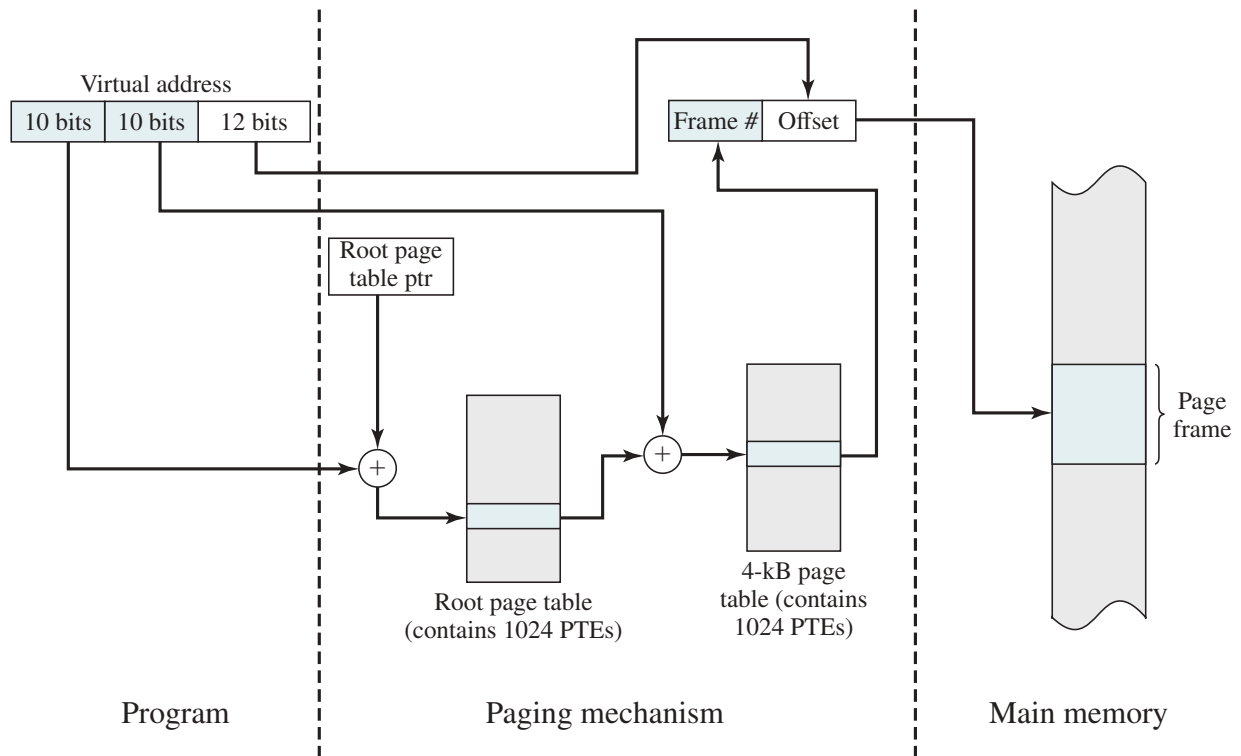 Virtual address
10 bits 10 bits 12 bits
Frame # Offset
Root page
table ptr
+
+
Page
frame
Root page table
(contains 1024 PTEs)
4-kB page
table (contains
1024 PTEs)
Program
Paging mechanism
Main memory